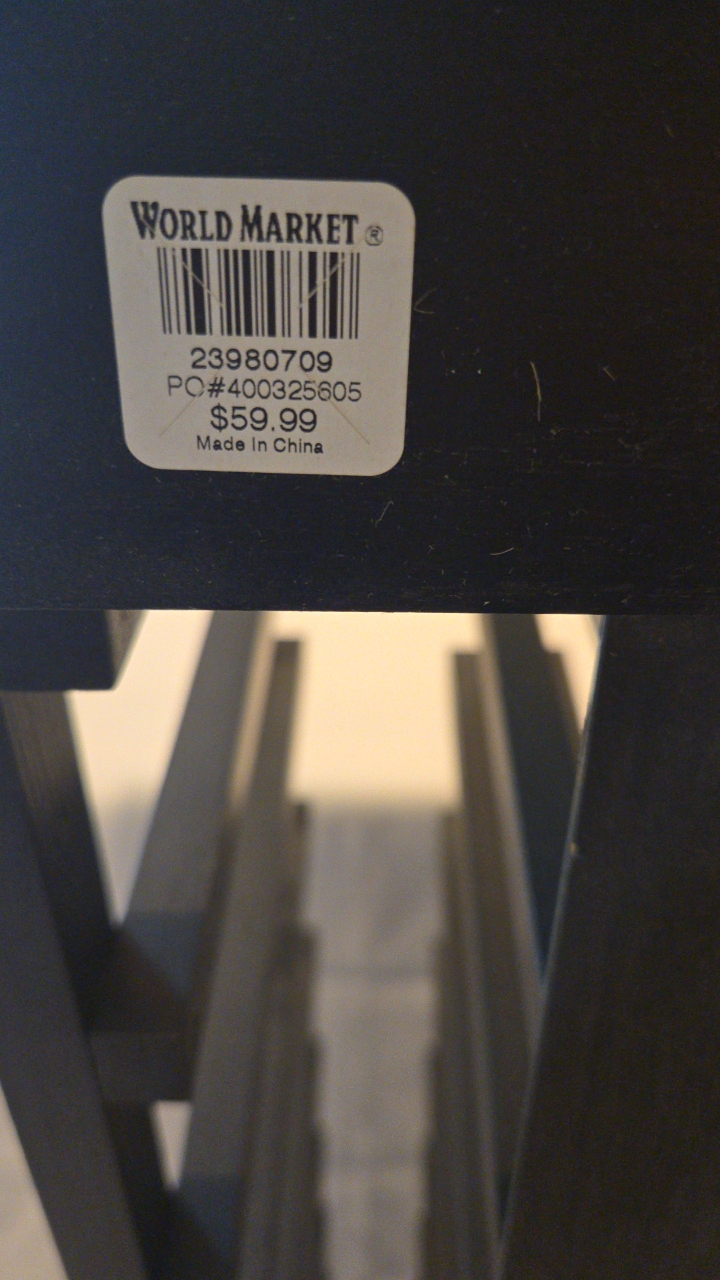 WORLD MARKET®
23980709
PO#400325605
$59.99
Made In China